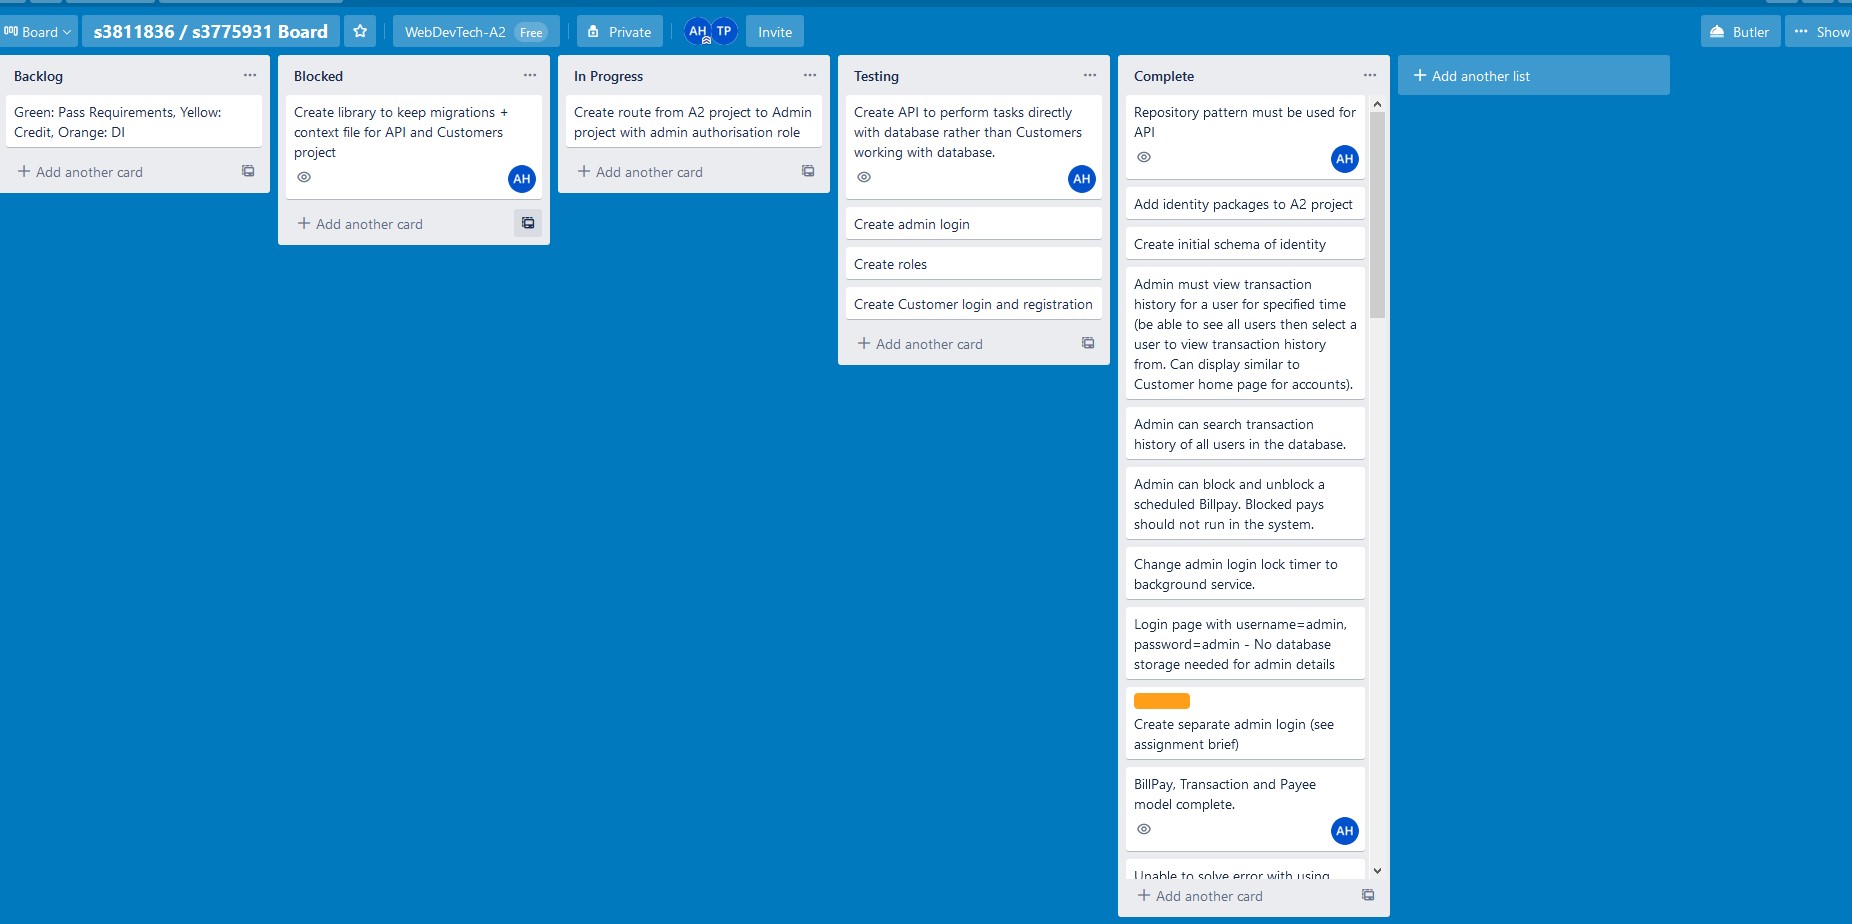 Board
s3811836 / s3775931 Board
WebDevTech-A2 Free
Private
AH TP
Invite
Butler
Show
Backlog
Green: Pass Requirements, Yellow:
Credit, Orange: DI
Add another card
Blocked
Create library to keep migrations +
context file for API and Customers
project
AH
Add another card
In Progress
Create route from A2 project to Admin
project with admin authorisation role
Add another card
Testing
Create API to perform tasks directly
with database rather than Customers
working with database.
AH
Create admin login
Create roles
Create Customer login and registration
Add another card
Complete
Repository pattern must be used for
API
AH
Add identity packages to A2 project
Create initial schema of identity
Admin must view transaction
history for a user for specified time
(be able to see all users then select a
user to view transaction history
from. Can display similar to
Customer home page for accounts).
Admin can search transaction
history of all users in the database.
Admin can block and unblock a
scheduled Billpay. Blocked pays
should not run in the system.
Change admin login lock timer to
background service.
Login page with username=admin,
password=admin - No database
storage needed for admin details
Create separate admin login (see
assignment brief)
BillPay, Transaction and Payee
model complete.
AH
Unable to solve error with using
Add another card
Add another list